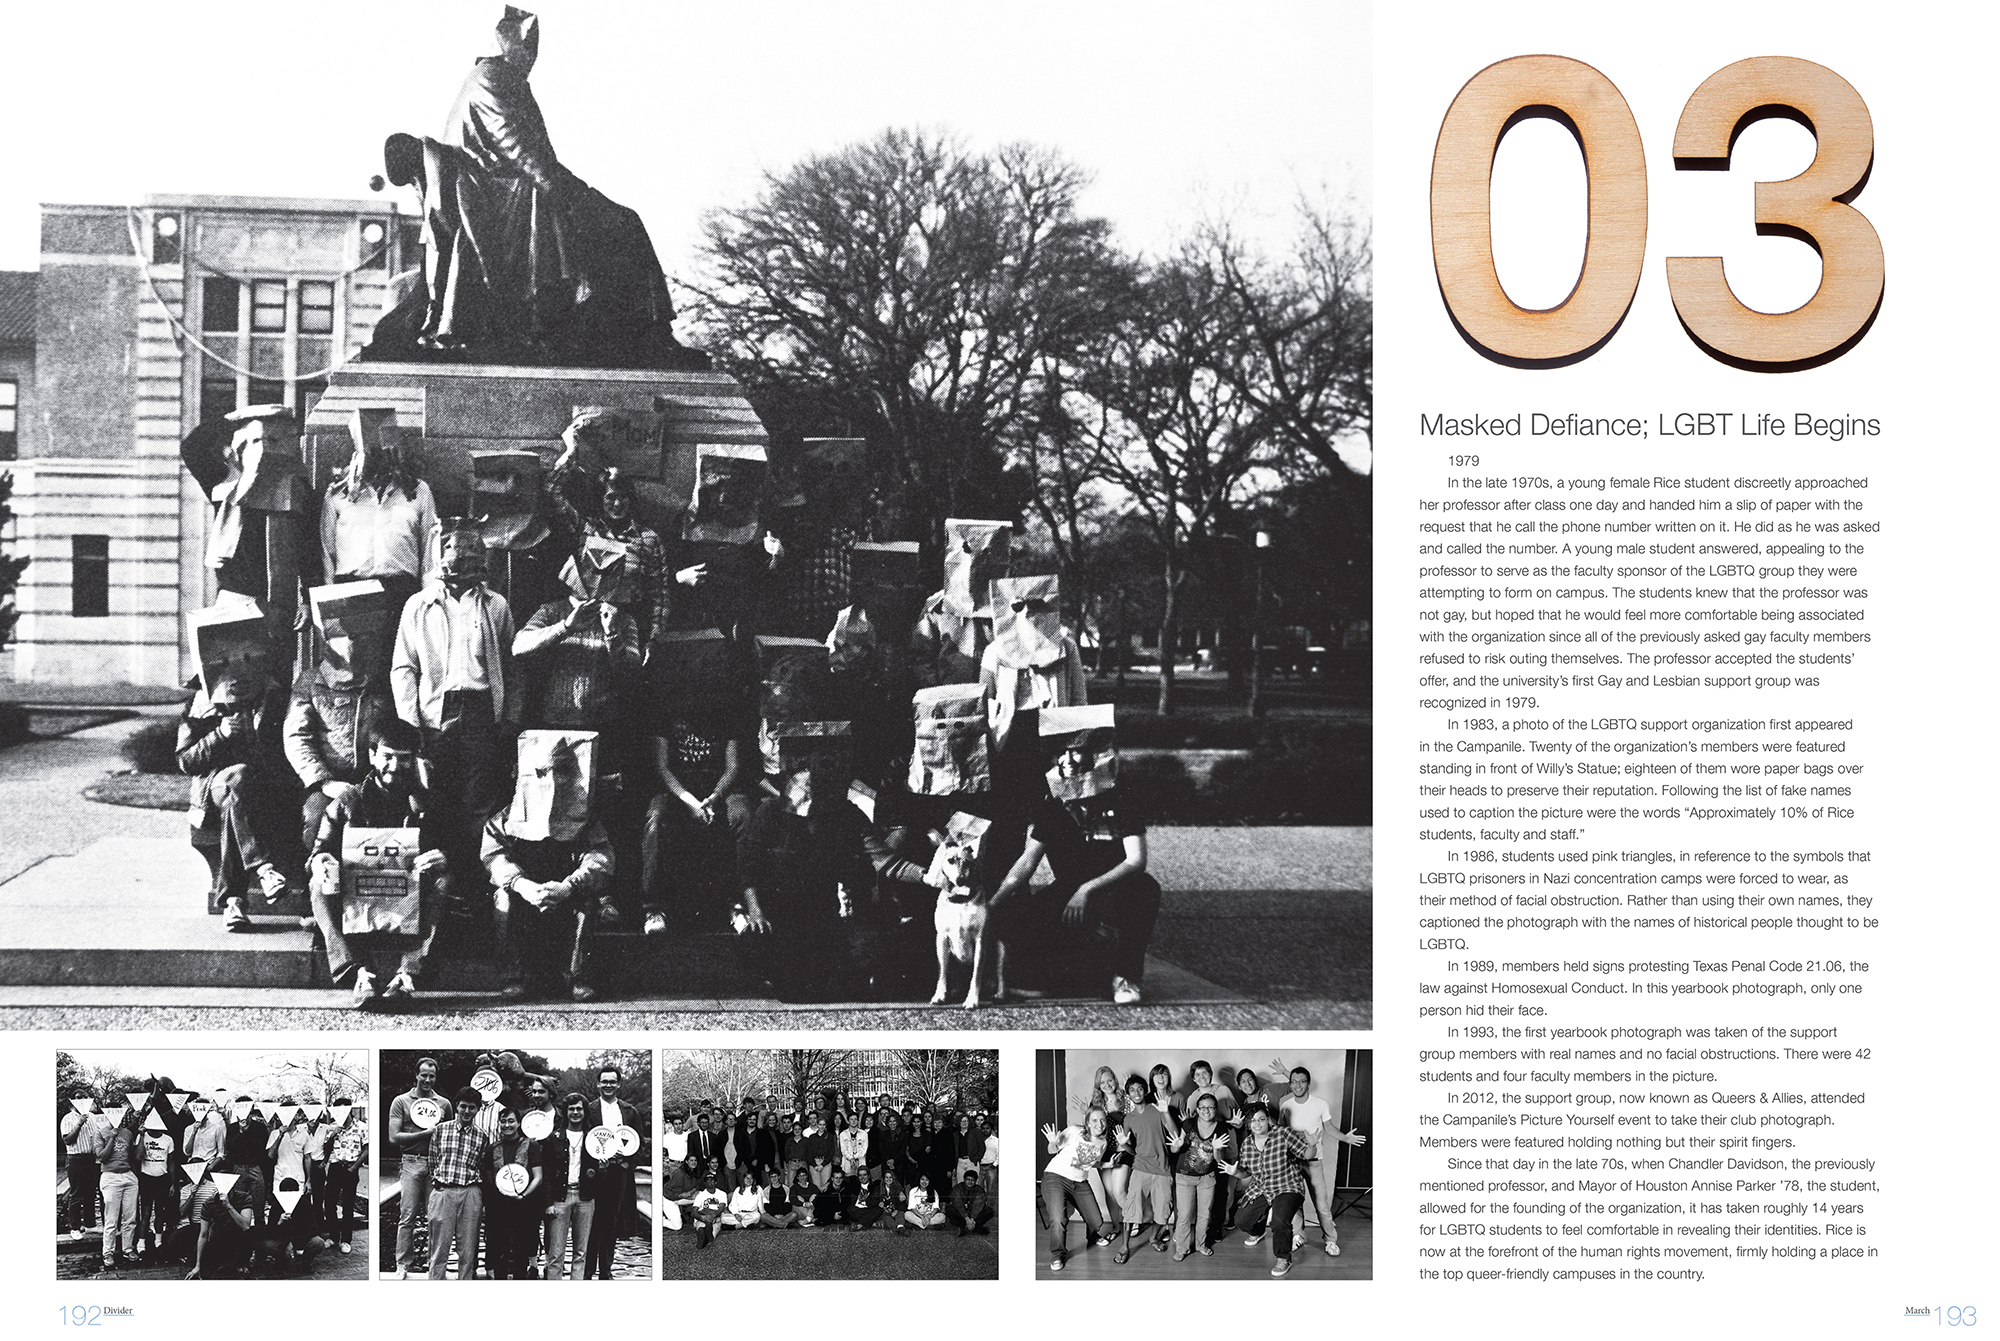 03
Masked Defiance; LGBT Life Begins
1979
In the late 1970s, a young female Rice student discreetly approached
her professor after class one day and handed him a slip of paper with the
request that he call the phone number written on it. He did as he was asked
and called the number. A young male student answered, appealing to the
professor to serve as the faculty sponsor of the LGBTQ group they were
attempting to form on campus. The students knew that the professor was
not gay, but hoped that he would feel more comfortable being associated
with the organization since all of the previously asked gay faculty members
refused to risk outing themselves. The professor accepted the students’
offer, and the university’s first Gay and Lesbian support group was
recognized in 1979.
In 1983, a photo of the LGBTQ support organization first appeared
in the Campanile. Twenty of the organization’s members were featured
standing in front of Willy’s Statue; eighteen of them wore paper bags over
their heads to preserve their reputation. Following the list of fake names
used to caption the picture were the words “Approximately 10% of Rice
students, faculty and staff.”
In 1986, students used pink triangles, in reference to the symbols that
LGBTQ prisoners in Nazi concentration camps were forced to wear, as
their method of facial obstruction. Rather than using their own names, they
captioned the photograph with the names of historical people thought to be
LGBTQ.
In 1989, members held signs protesting Texas Penal Code 21.06, the
law against Homosexual Conduct. In this yearbook photograph, only one
person hid their face.
In 1993, the first yearbook photograph was taken of the support
group members with real names and no facial obstructions. There were 42
students and four faculty members in the picture.
In 2012, the support group, now known as Queers & Allies, attended
the Campanile’s Picture Yourself event to take their club photograph.
Members were featured holding nothing but their spirit fingers.
Since that day in the late 70s, when Chandler Davidson, the previously
mentioned professor, and Mayor of Houston Annise Parker ’78, the student,
allowed for the founding of the organization, it has taken roughly 14 years
for LGBTQ students to feel comfortable in revealing their identities. Rice is
now at the forefront of the human rights movement, firmly holding a place in
the top queer-friendly campuses in the country.
MOM
2106
WANNA
BE
2106
192 Divider
March 193